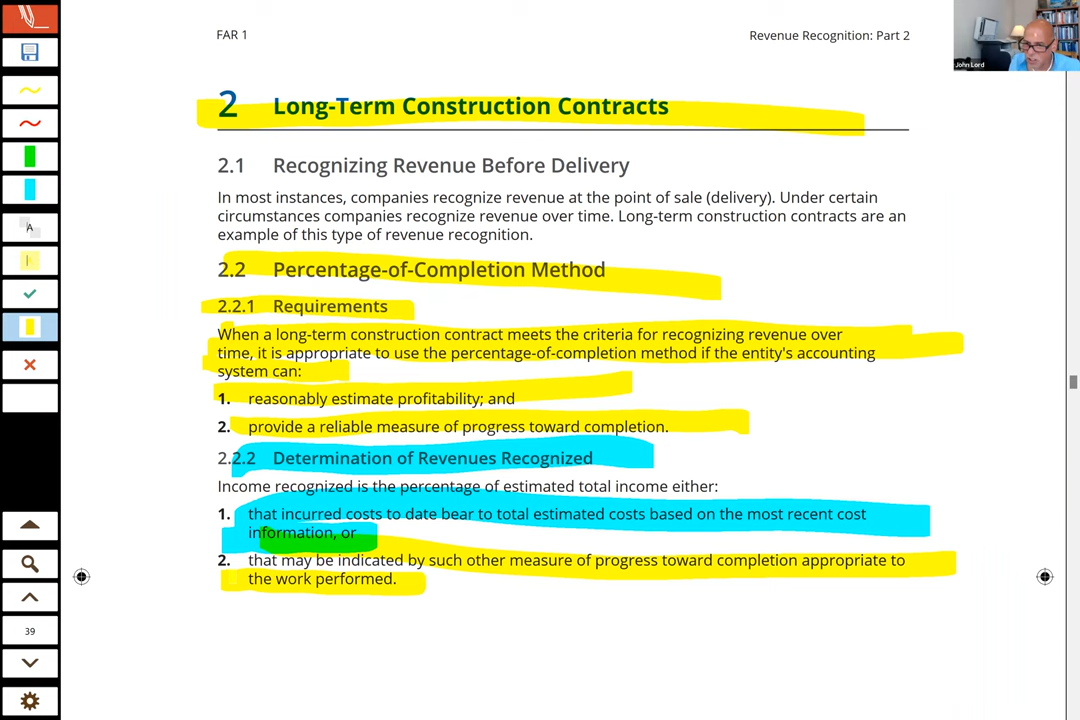 FAR 1
Revenue Recognition: Part 2
John Lord
2 Long-Term Construction Contracts
2.1 Recognizing Revenue Before Delivery
In most instances, companies recognize revenue at the point of sale (delivery). Under certain
circumstances companies recognize revenue over time. Long-term construction contracts are an
example of this type of revenue recognition.
2.2 Percentage-of-Completion Method
2.2.1 Requirements
When a long-term construction contract meets the criteria for recognizing revenue over
time, it is appropriate to use the percentage-of-completion method if the entity's accounting
system can:
1. reasonably estimate profitability; and
2. provide a reliable measure of progress toward completion.
2.2.2 Determination of Revenues Recognized
Income recognized is the percentage of estimated total income either:
1. that incurred costs to date bear to total estimated costs based on the most recent cost
information, or
2. that may be indicated by such other measure of progress toward completion appropriate to
the work performed.
A
39